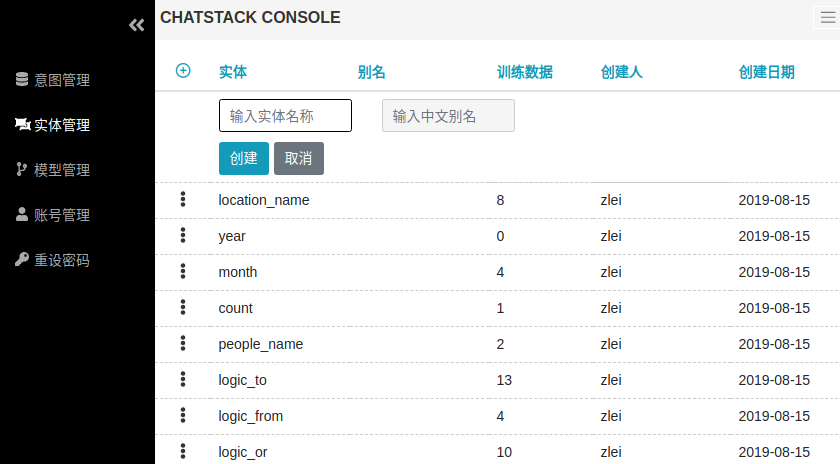 CHATSTACK CONSOLE
意图管理
实体管理
模型管理
账号管理
重设密码
实体 别名 训练数据 创建人 创建日期
输入实体名称 输入中文别名
创建 取消
location_name 8 zlei 2019-08-15
year 0 zlei 2019-08-15
month 4 zlei 2019-08-15
count 1 zlei 2019-08-15
people_name 2 zlei 2019-08-15
logic_to 13 zlei 2019-08-15
logic_from 4 zlei 2019-08-15
logic_or 10 zlei 2019-08-15